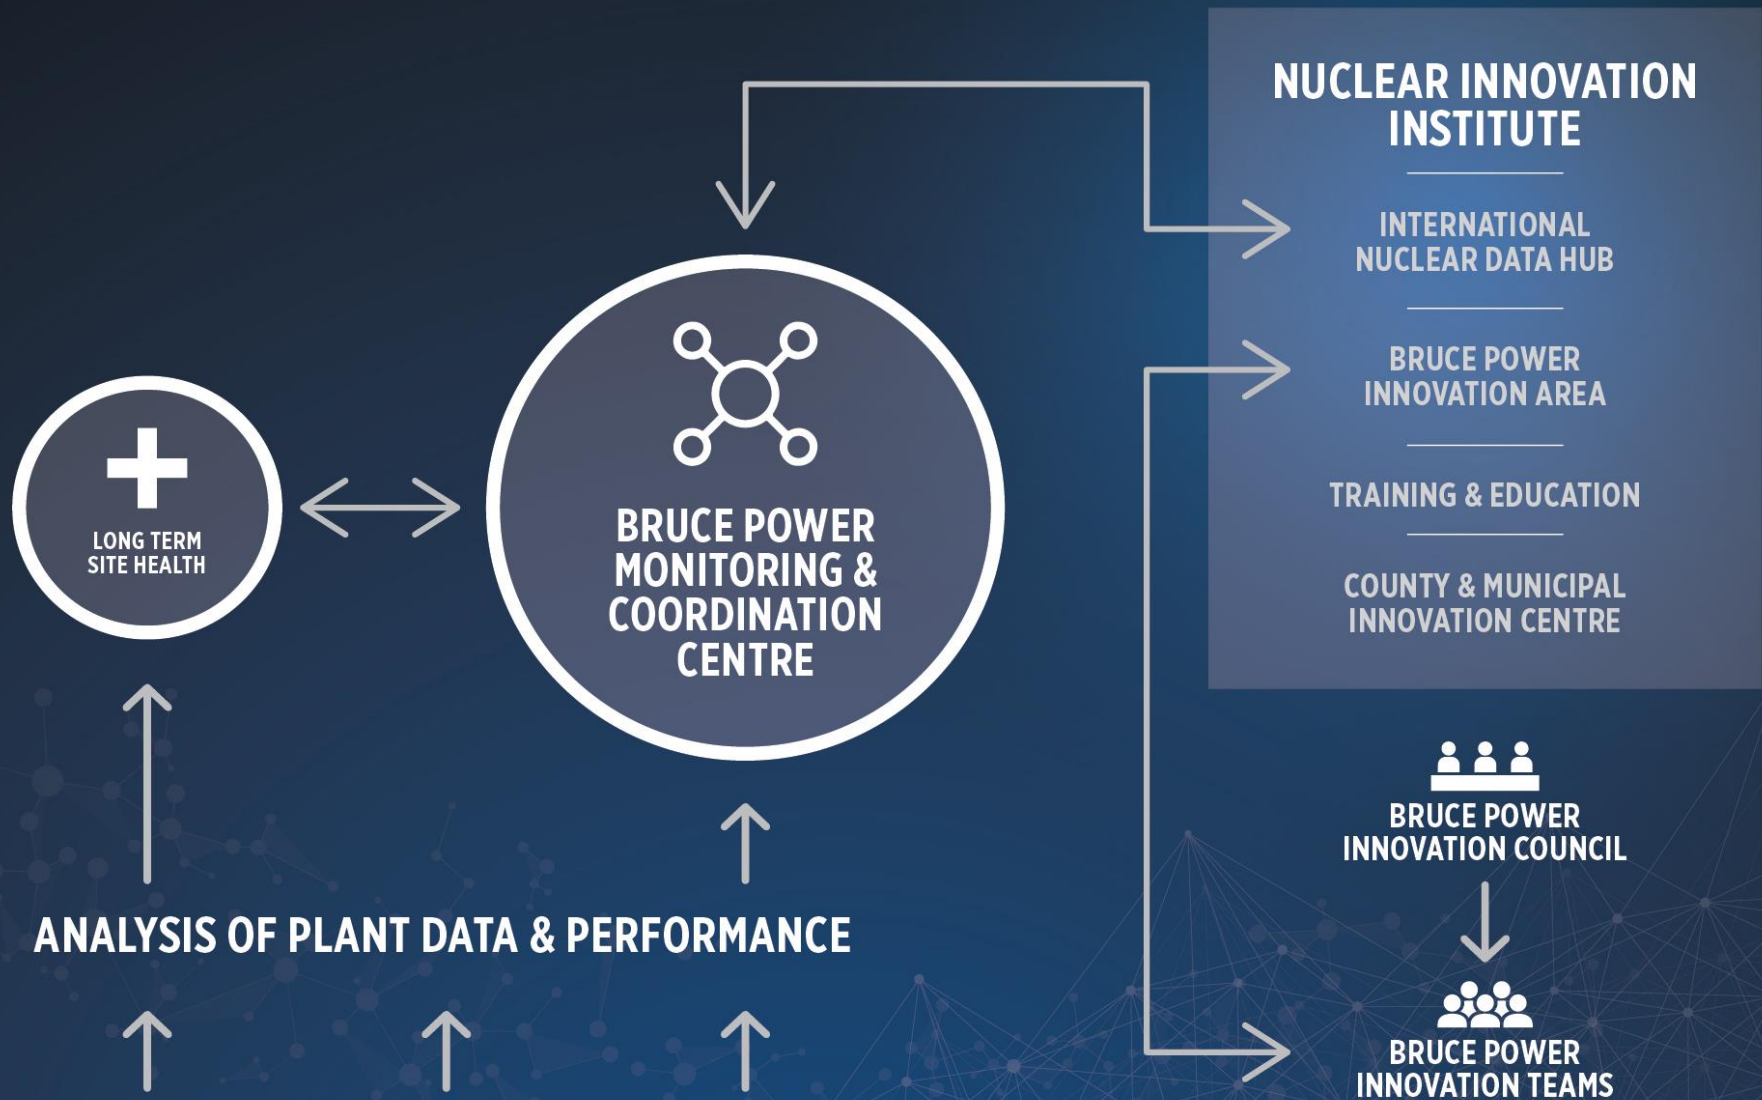 NUCLEAR INNOVATION
INSTITUTE
INTERNATIONAL
NUCLEAR DATA HUB
BRUCE POWER
INNOVATION AREA
TRAINING & EDUCATION
COUNTY & MUNICIPAL
INNOVATION CENTRE
LONG TERM
SITE HEALTH
BRUCE POWER
MONITORING &
COORDINATION
CENTRE
ANALYSIS OF PLANT DATA & PERFORMANCE
BRUCE POWER
INNOVATION COUNCIL
BRUCE POWER
INNOVATION TEAMS